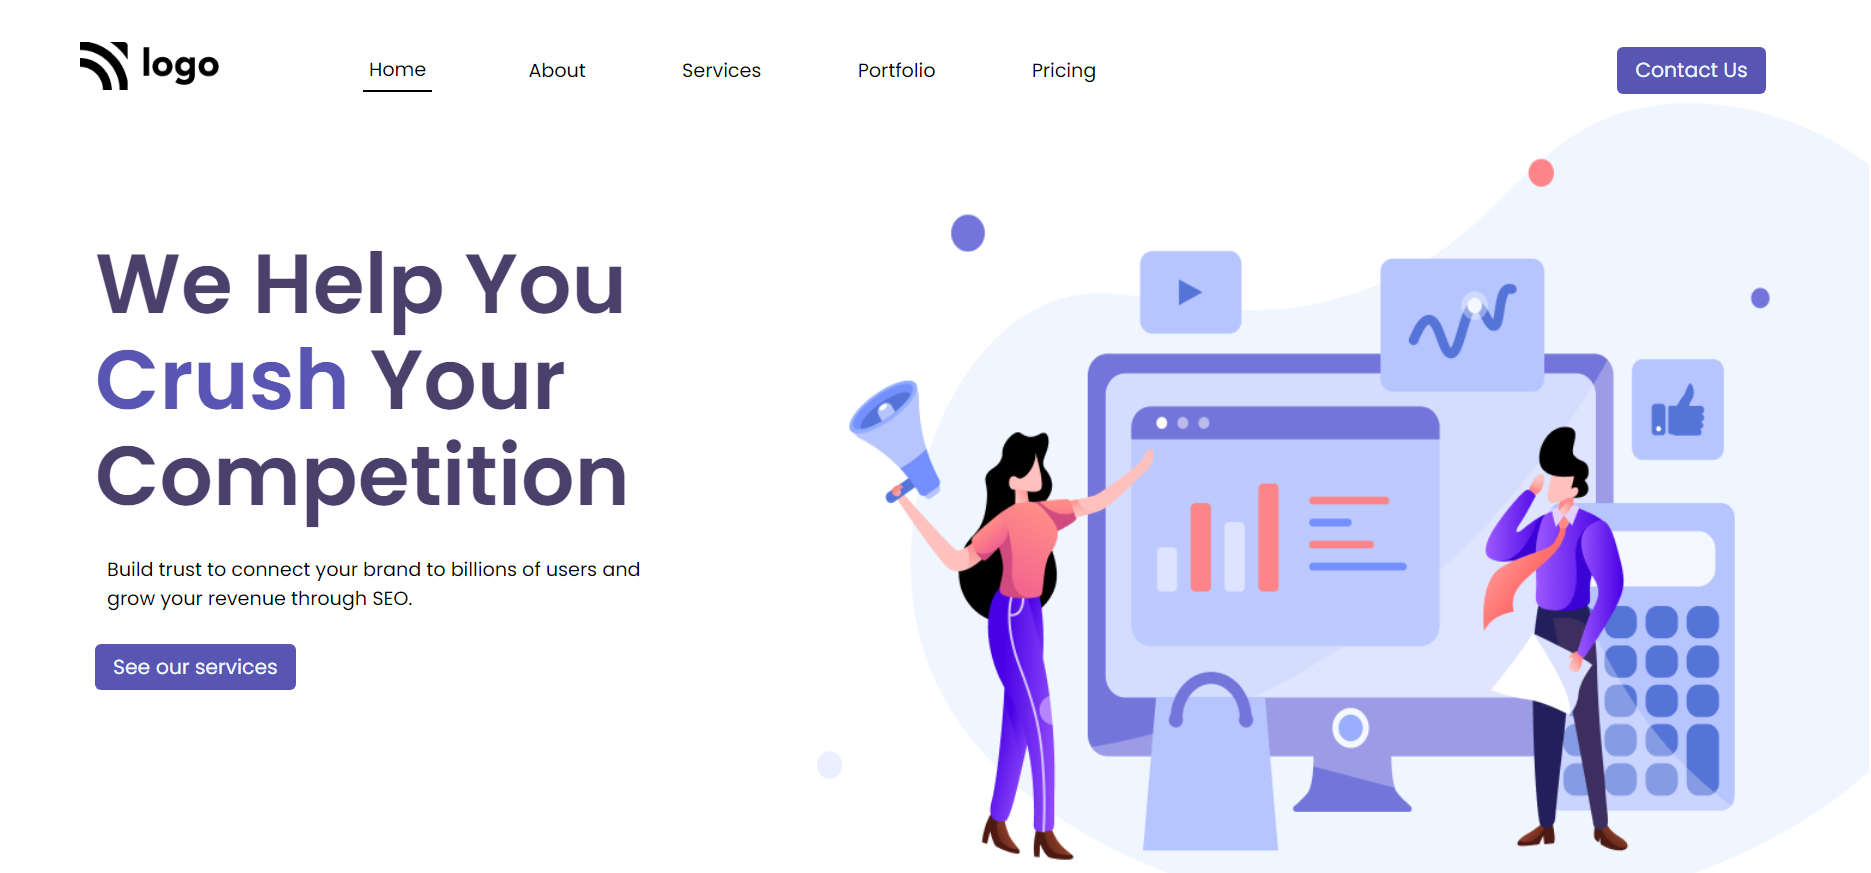 logo
Home
About
Services
Portfolio
Pricing
Contact Us
We Help You
Crush Your
Competition
Build trust to connect your brand to billions of users and
grow your revenue through SEO.
See our services